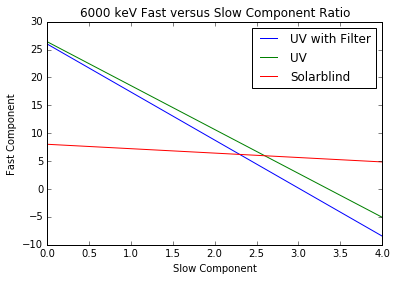 6000 keV Fast versus Slow Component Ratio
30
25
20
15
10
5
0
−5
−10
Fast Component
UV with Filter
UV
Solarblind
0.0 0.5 1.0 1.5 2.0 2.5 3.0 3.5 4.0
Slow Component